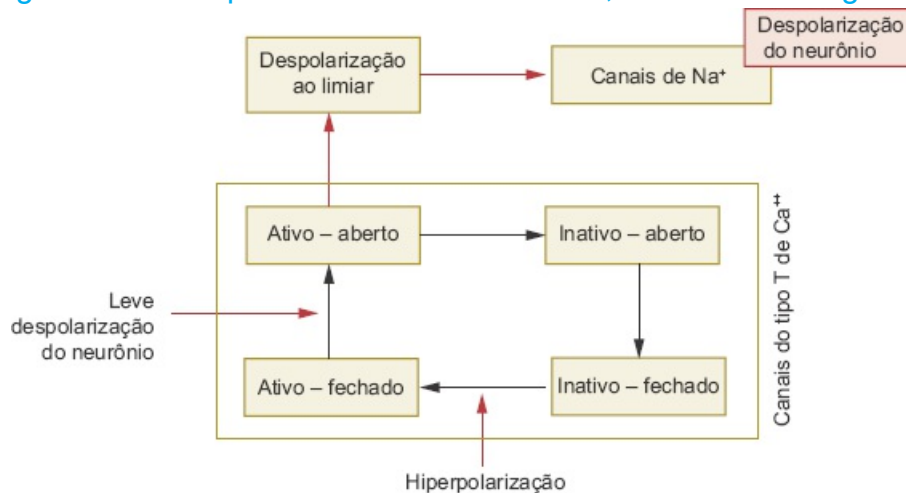 Despolarização
do neurônio
Despolarização
ao limiar
Canais de Na⁺
Ativo – aberto
Inativo – aberto
Leve
despolarização
do neurônio
Ativo – fechado
Inativo – fechado
Hiperpolarização
Canais do tipo T de Ca⁺⁺